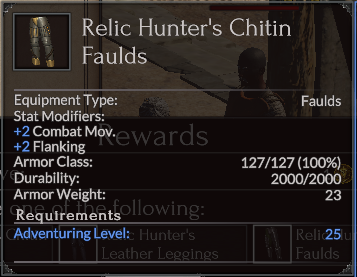 Relic Hunter's Chitin
Faulds
Equipment Type: Faulds
Stat Modifiers:
+2 Combat Mov.
+2 Flanking
Rewards
Armor Class: 127/127 (100%)
Durability: 2000/2000
Armor Weight: 23
one of the following:
Requirements
Adventuring Level: 25
Relic Hunter's
Leather Leggings
Relic
Faulds